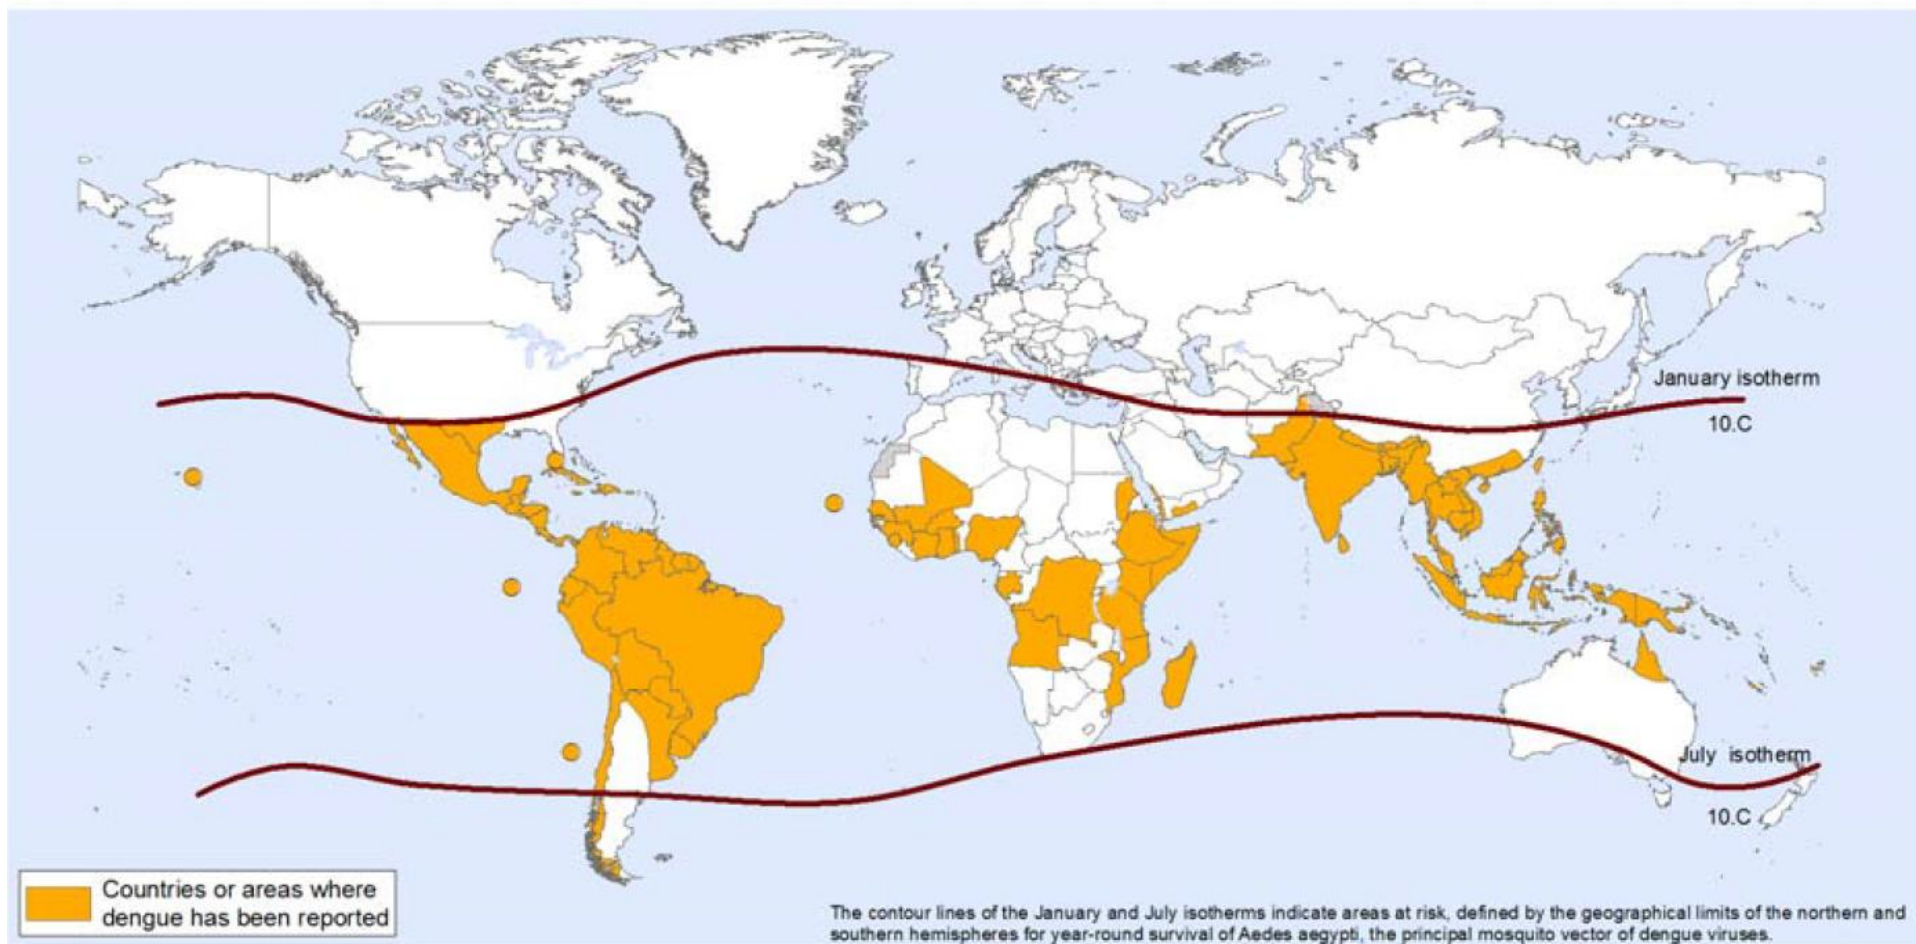 January isotherm
10.C
July isotherm
10.C
Countries or areas where
dengue has been reported
The contour lines of the January and July isotherms indicate areas at risk, defined by the geographical limits of the northern and
southern hemispheres for year-round survival of Aedes aegypti, the principal mosquito vector of dengue viruses.